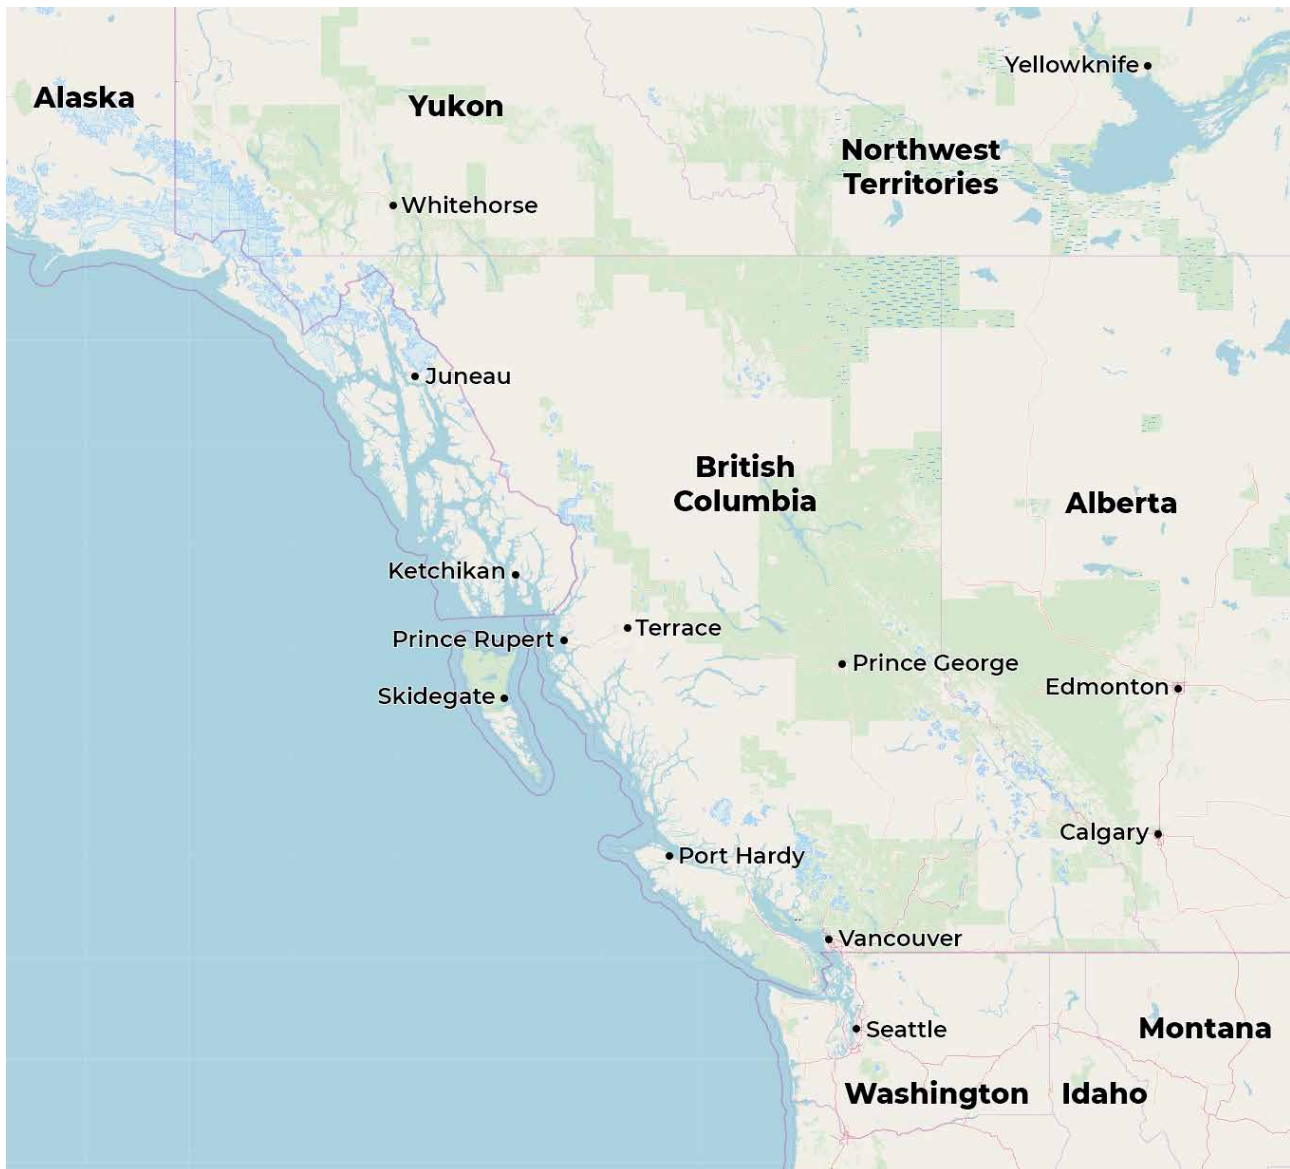 Yellowknife
Alaska
Yukon
Northwest
Territories
Whitehorse
Juneau
British
Columbia
Alberta
Ketchikan
Terrace
Prince Rupert
Prince George
Edmonton
Skidegate
Calgary
Port Hardy
Vancouver
Seattle
Montana
Washington
Idaho